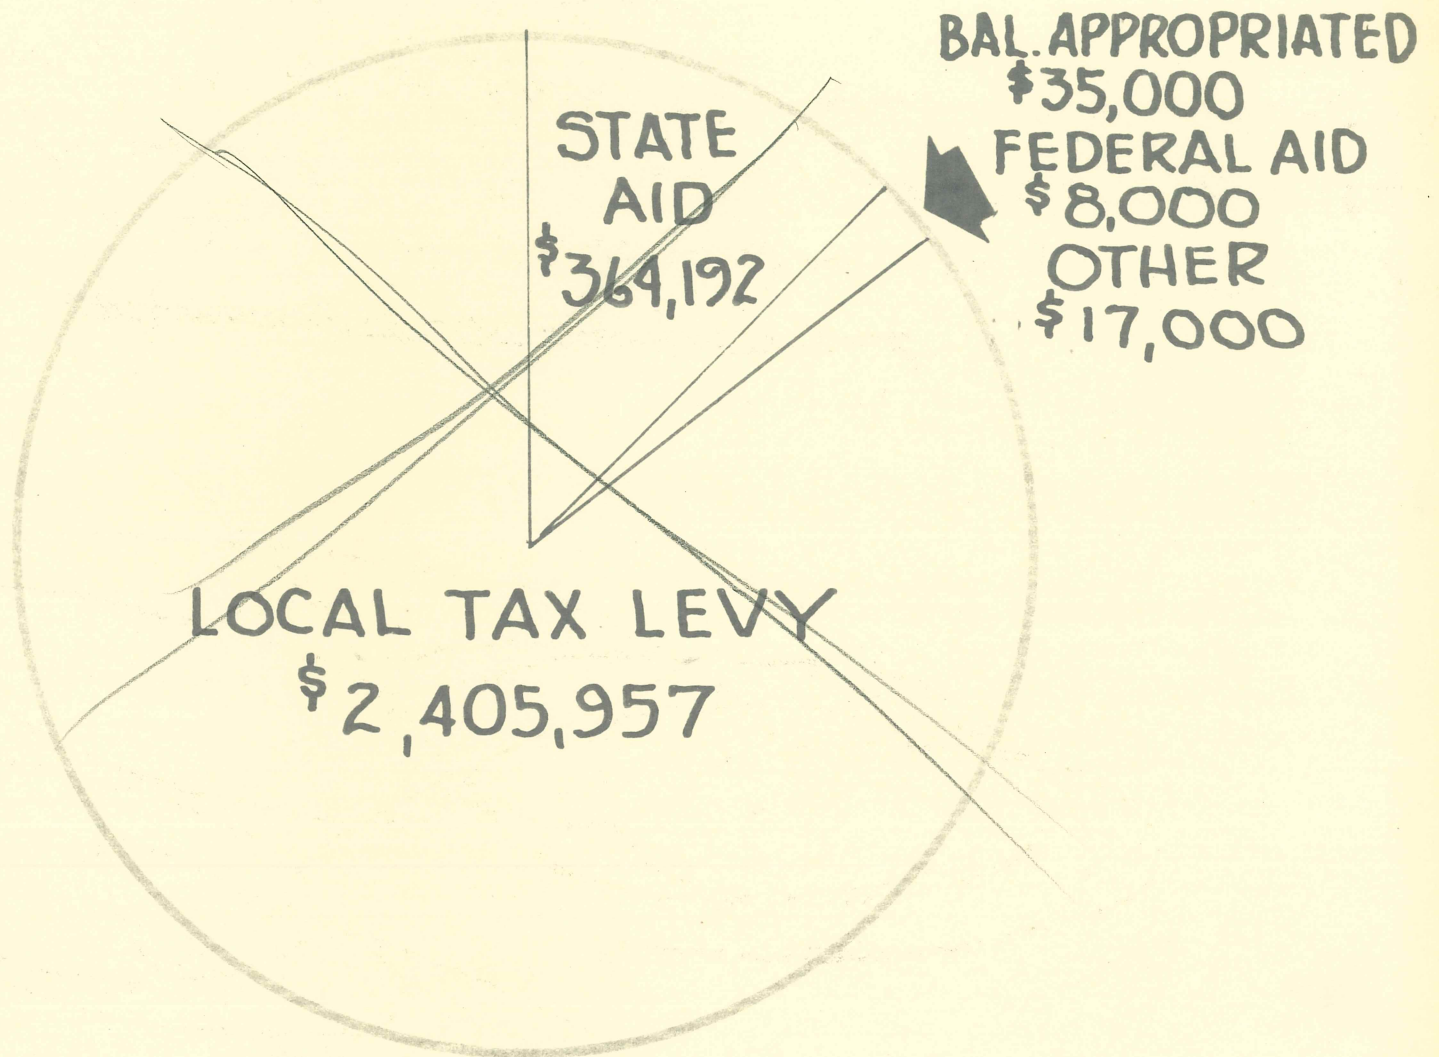 BAL. APPROPRIATED
$35,000
FEDERAL AID
$8,000
OTHER
$17,000
STATE
AID
$364,192
LOCAL TAX LEVY
$2,405,957